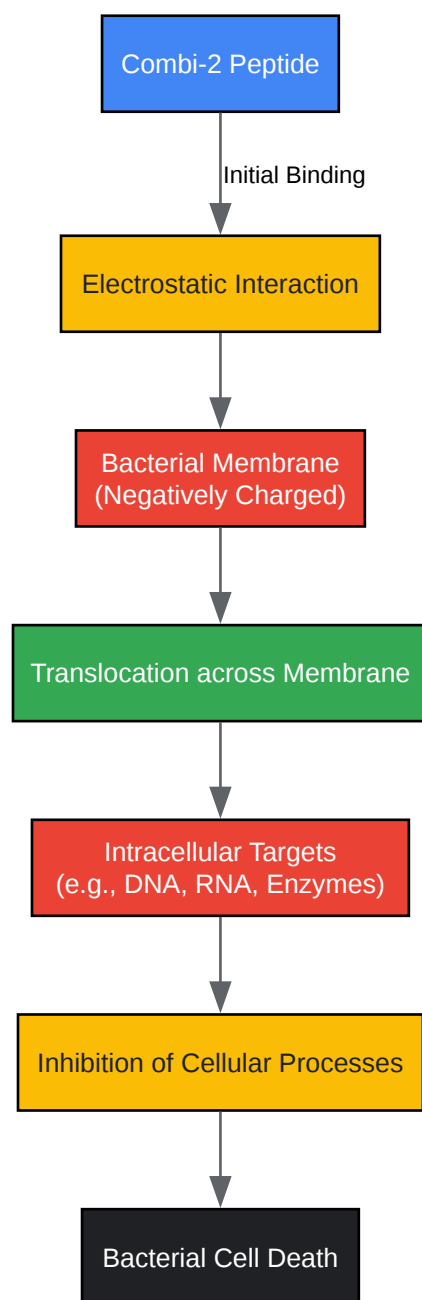 Combi-2 Peptide
Initial Binding
Electrostatic Interaction
Bacterial Membrane
(Negatively Charged)
Translocation across Membrane
Intracellular Targets
(e.g., DNA, RNA, Enzymes)
Inhibition of Cellular Processes
Bacterial Cell Death